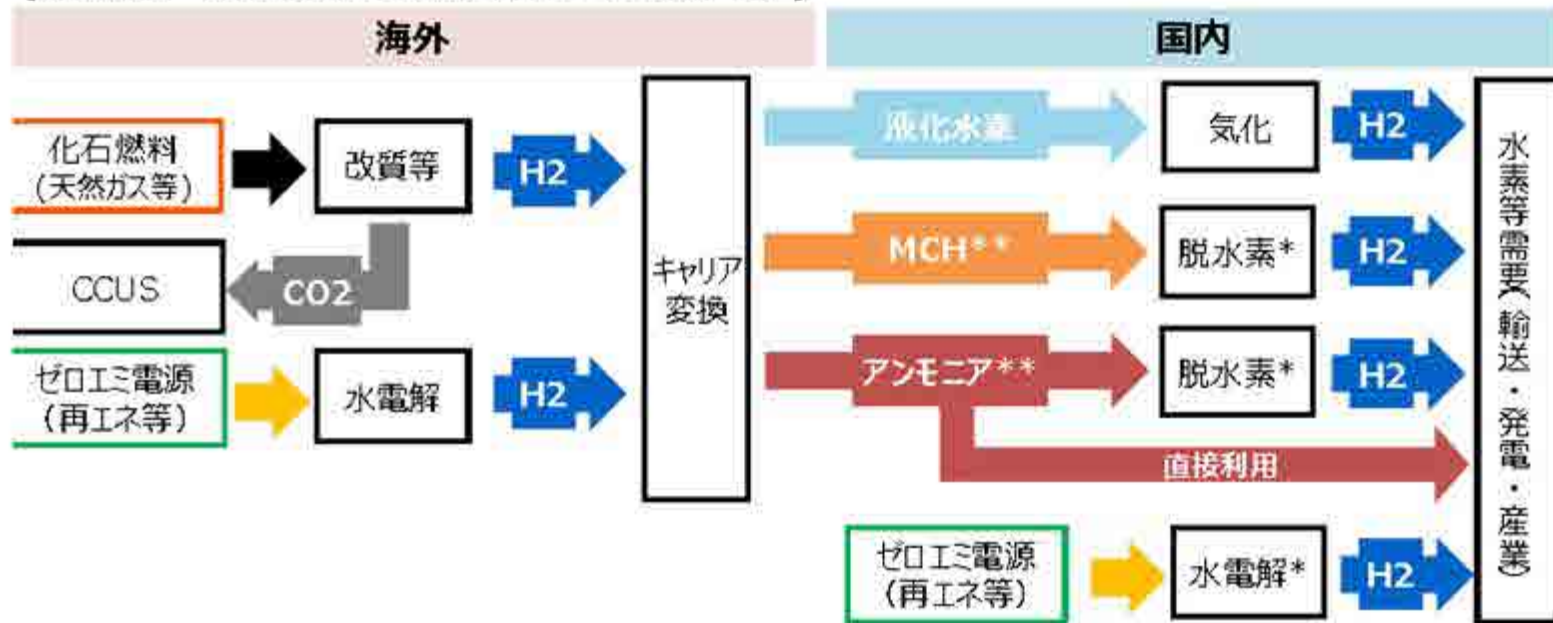 海外
国内
化石燃料
(天然ガス等)
改質等
H2
CCUS
CO2
ゼロエミ電源
(再エネ等)
水電解
H2
キャリア
変換
液化水素
気化
H2
MCH**
脱水素*
H2
アンモニア**
脱水素*
H2
直接利用
ゼロエミ電源
(再エネ等)
水電解*
H2
水素等需要(輸送・発電・産業)